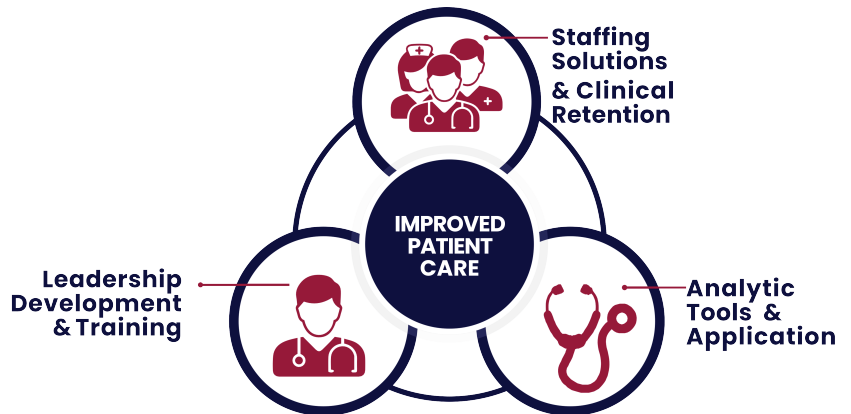 Staffing
Solutions
& Clinical
Retention
IMPROVED
PATIENT
CARE
Leadership
Development
& Training
Analytic
Tools &
Application